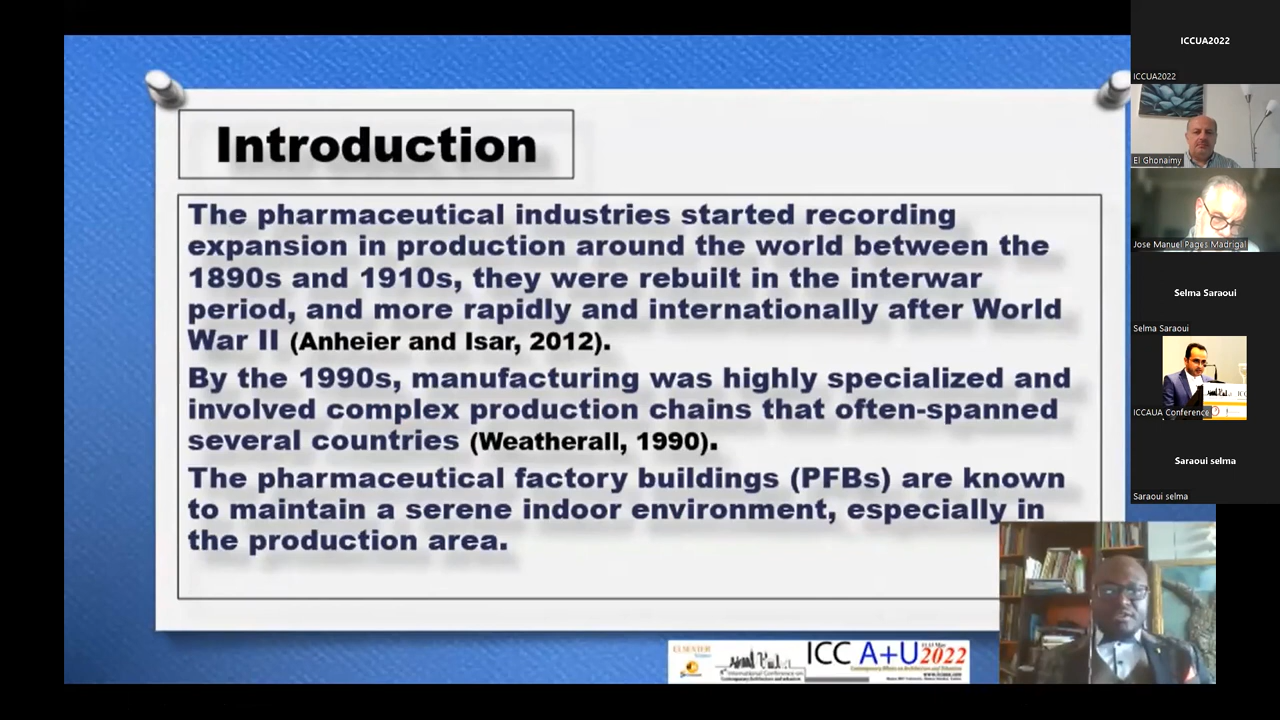 Introduction
The pharmaceutical industries started recording
expansion in production around the world between the
1890s and 1910s, they were rebuilt in the interwar
period, and more rapidly and internationally after World
War II (Anheier and Isar, 2012).
By the 1990s, manufacturing was highly specialized and
involved complex production chains that often-spanned
several countries (Weatherall, 1990).
The pharmaceutical factory buildings (PFBs) are known
to maintain a serene indoor environment, especially in
the production area.
ICC A+U 2022
ICCUA2022
ICCUA2022
El Ghonaimy
Jose Manuel Pages Madrigal
Selma Saraoui
Selma Saraoui
ICCAUA Conference
Saraoui selma
Saraoui selma